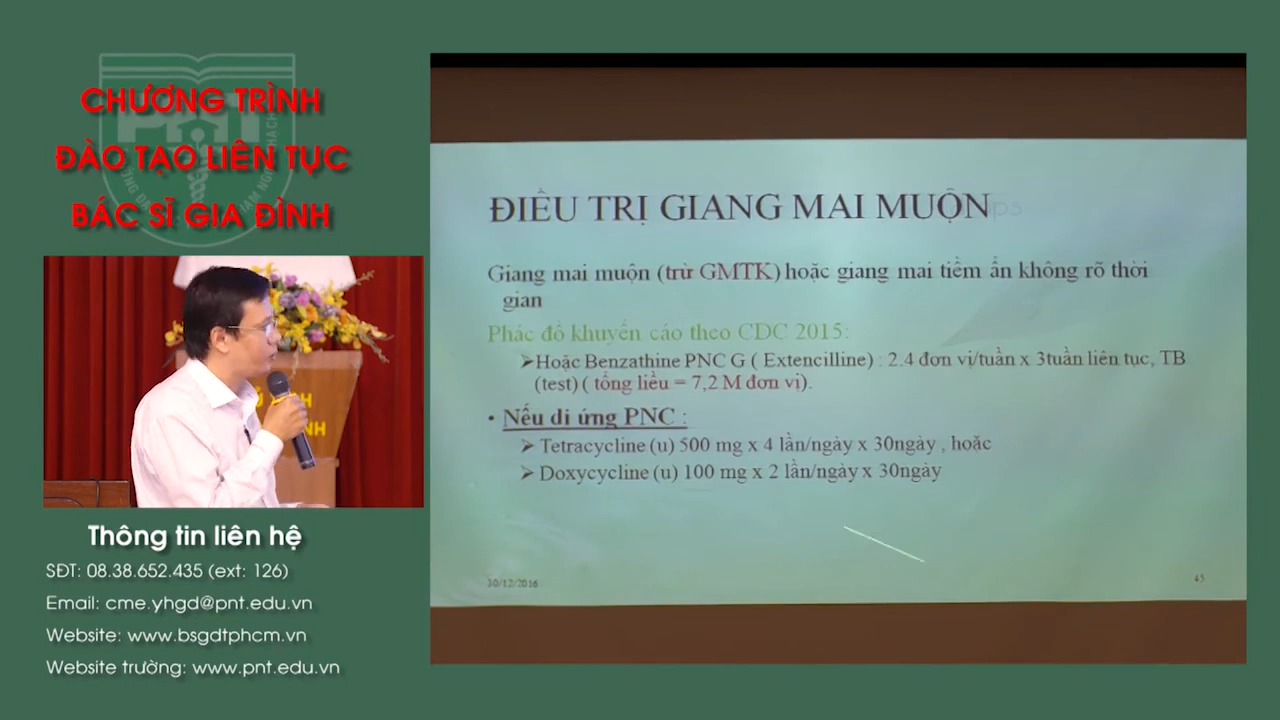 CHƯƠNG TRÌNH
ĐÀO TẠO LIÊN TỤC
BÁC SĨ GIA ĐÌNH
Thông tin liên hệ
SĐT: 08.38.652.435 (ext: 126)
Email: cme.yhgd@pnt.edu.vn
Website: www.bsgdtphcm.vn
Website trường: www.pnt.edu.vn
ĐIỀU TRỊ GIANG MAI MUỘN
Giang mai muộn (trừ GMTK) hoặc giang mai tiềm ẩn không rõ thời
gian
Phác đồ khuyến cáo theo CDC 2015:
➢Hoặc Benzathine PNC G ( Extencilline) : 2.4 đơn vị/tuần x 3tuần liên tục, TB
(test) ( tổng liều = 7,2 M đơn vị).
• Nếu dị ứng PNC :
➢ Tetracycline (u) 500 mg x 4 lần/ngày x 30ngày , hoặc
➢ Doxycycline (u) 100 mg x 2 lần/ngày x 30ngày
30/12/2016
45